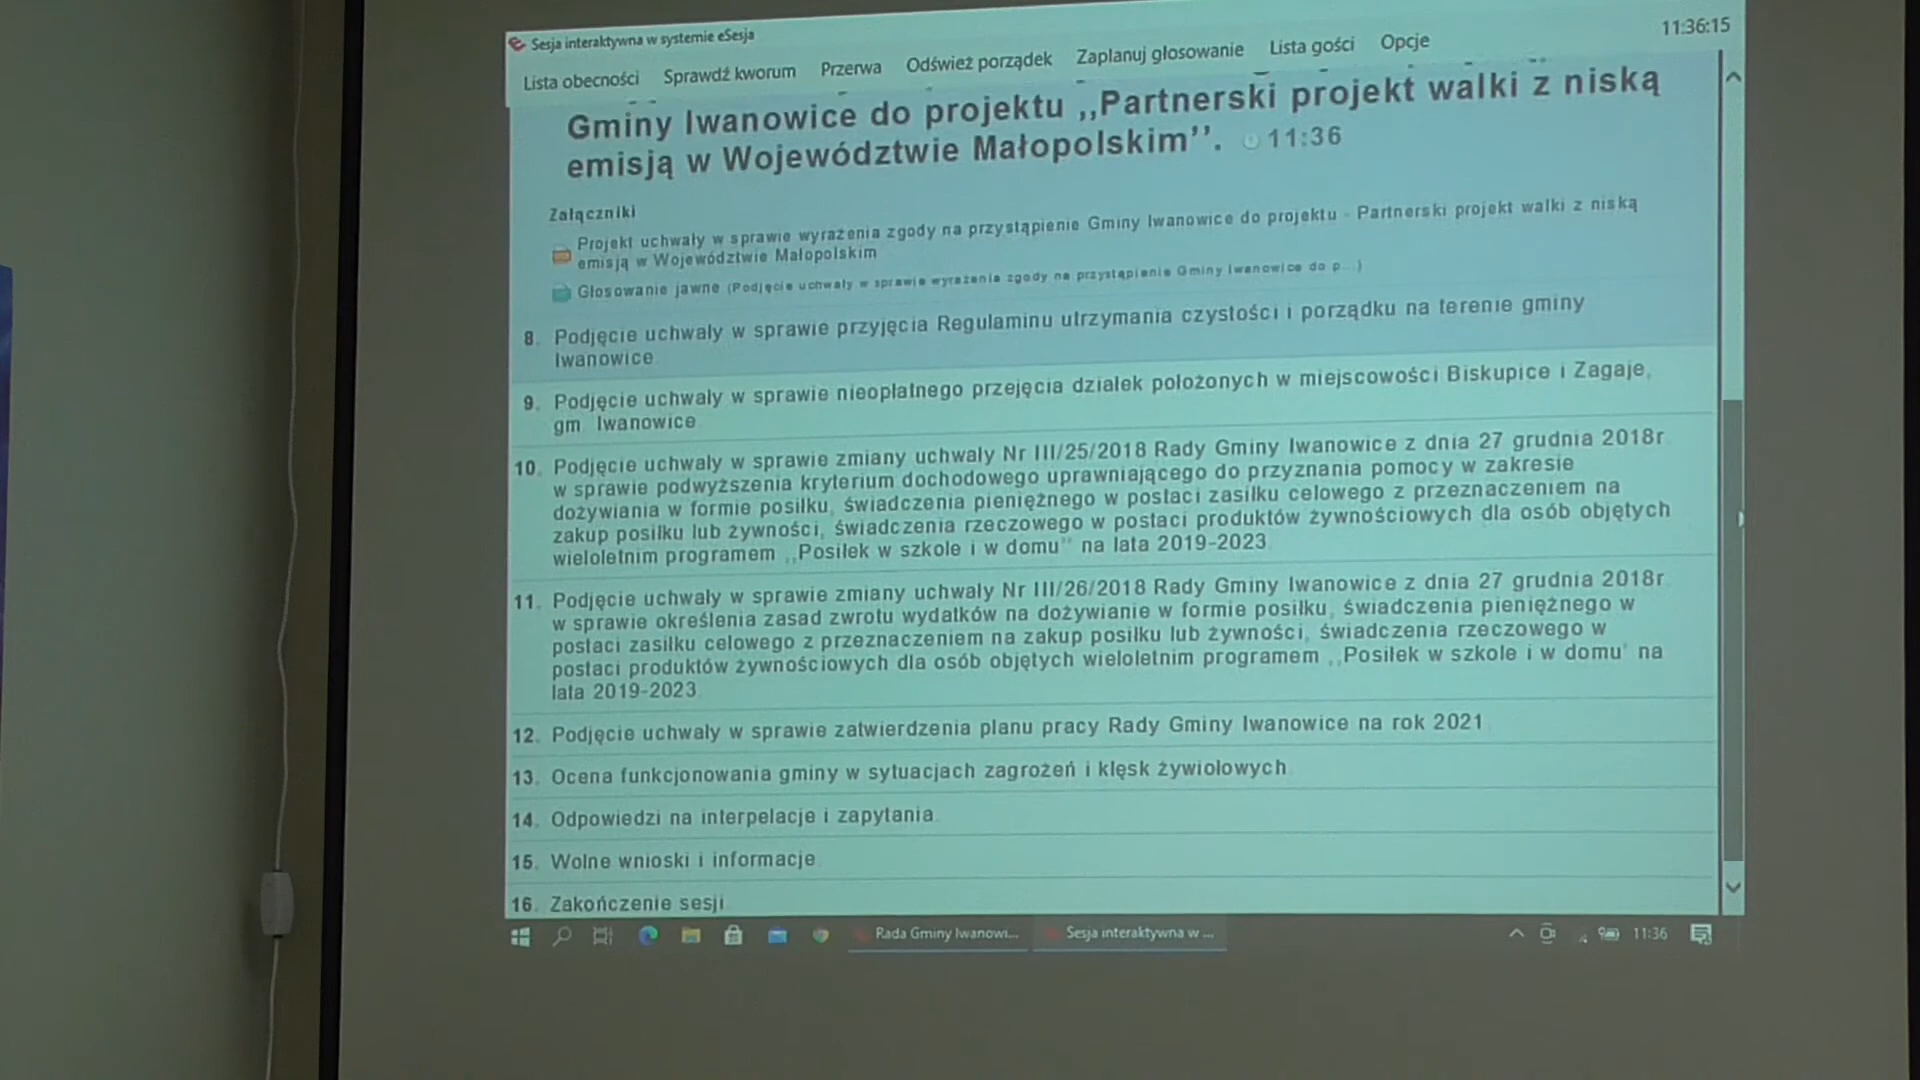 Sesja interaktywna w systemie eSesja
11:36:15
Lista obecności Sprawdź kworum Przerwa Odśwież porządek Zaplanuj głosowanie Lista gości Opcje
Gminy Iwanowice do projektu ,,Partnerski projekt walki z niską
emisją w Województwie Małopolskim’’. 11:36
Załączniki
Projekt uchwały w sprawie wyrażenia zgody na przystąpienie Gminy Iwanowice do projektu - Partnerski projekt walki z niską
emisją w Województwie Małopolskim
Głosowanie jawne (Podjęcie uchwały w sprawie wyrażenia zgody na przystąpienie Gminy Iwanowice do p...)
8. Podjęcie uchwały w sprawie przyjęcia Regulaminu utrzymania czystości i porządku na terenie gminy
Iwanowice.
9. Podjęcie uchwały w sprawie nieopłatnego przejęcia działek położonych w miejscowości Biskupice i Zagaje,
gm. Iwanowice.
10. Podjęcie uchwały w sprawie zmiany uchwały Nr III/25/2018 Rady Gminy Iwanowice z dnia 27 grudnia 2018r.
w sprawie podwyższenia kryterium dochodowego uprawniającego do przyznania pomocy w zakresie
dożywiania w formie posiłku, świadczenia pieniężnego w postaci zasiłku celowego z przeznaczeniem na
zakup posiłku lub żywności, świadczenia rzeczowego w postaci produktów żywnościowych dla osób objętych
wieloletnim programem ,,Posiłek w szkole i w domu’’ na lata 2019-2023.
11. Podjęcie uchwały w sprawie zmiany uchwały Nr III/26/2018 Rady Gminy Iwanowice z dnia 27 grudnia 2018r.
w sprawie określenia zasad zwrotu wydatków na dożywianie w formie posiłku, świadczenia pieniężnego w
postaci zasiłku celowego z przeznaczeniem na zakup posiłku lub żywności, świadczenia rzeczowego w
postaci produktów żywnościowych dla osób objętych wieloletnim programem ,,Posiłek w szkole i w domu’ na
lata 2019-2023.
12. Podjęcie uchwały w sprawie zatwierdzenia planu pracy Rady Gminy Iwanowice na rok 2021.
13. Ocena funkcjonowania gminy w sytuacjach zagrożeń i klęsk żywiołowych.
14. Odpowiedzi na interpelacje i zapytania.
15. Wolne wnioski i informacje.
16. Zakończenie sesji.
Rada Gminy Iwanowi... Sesja interaktywna w ... 11:36